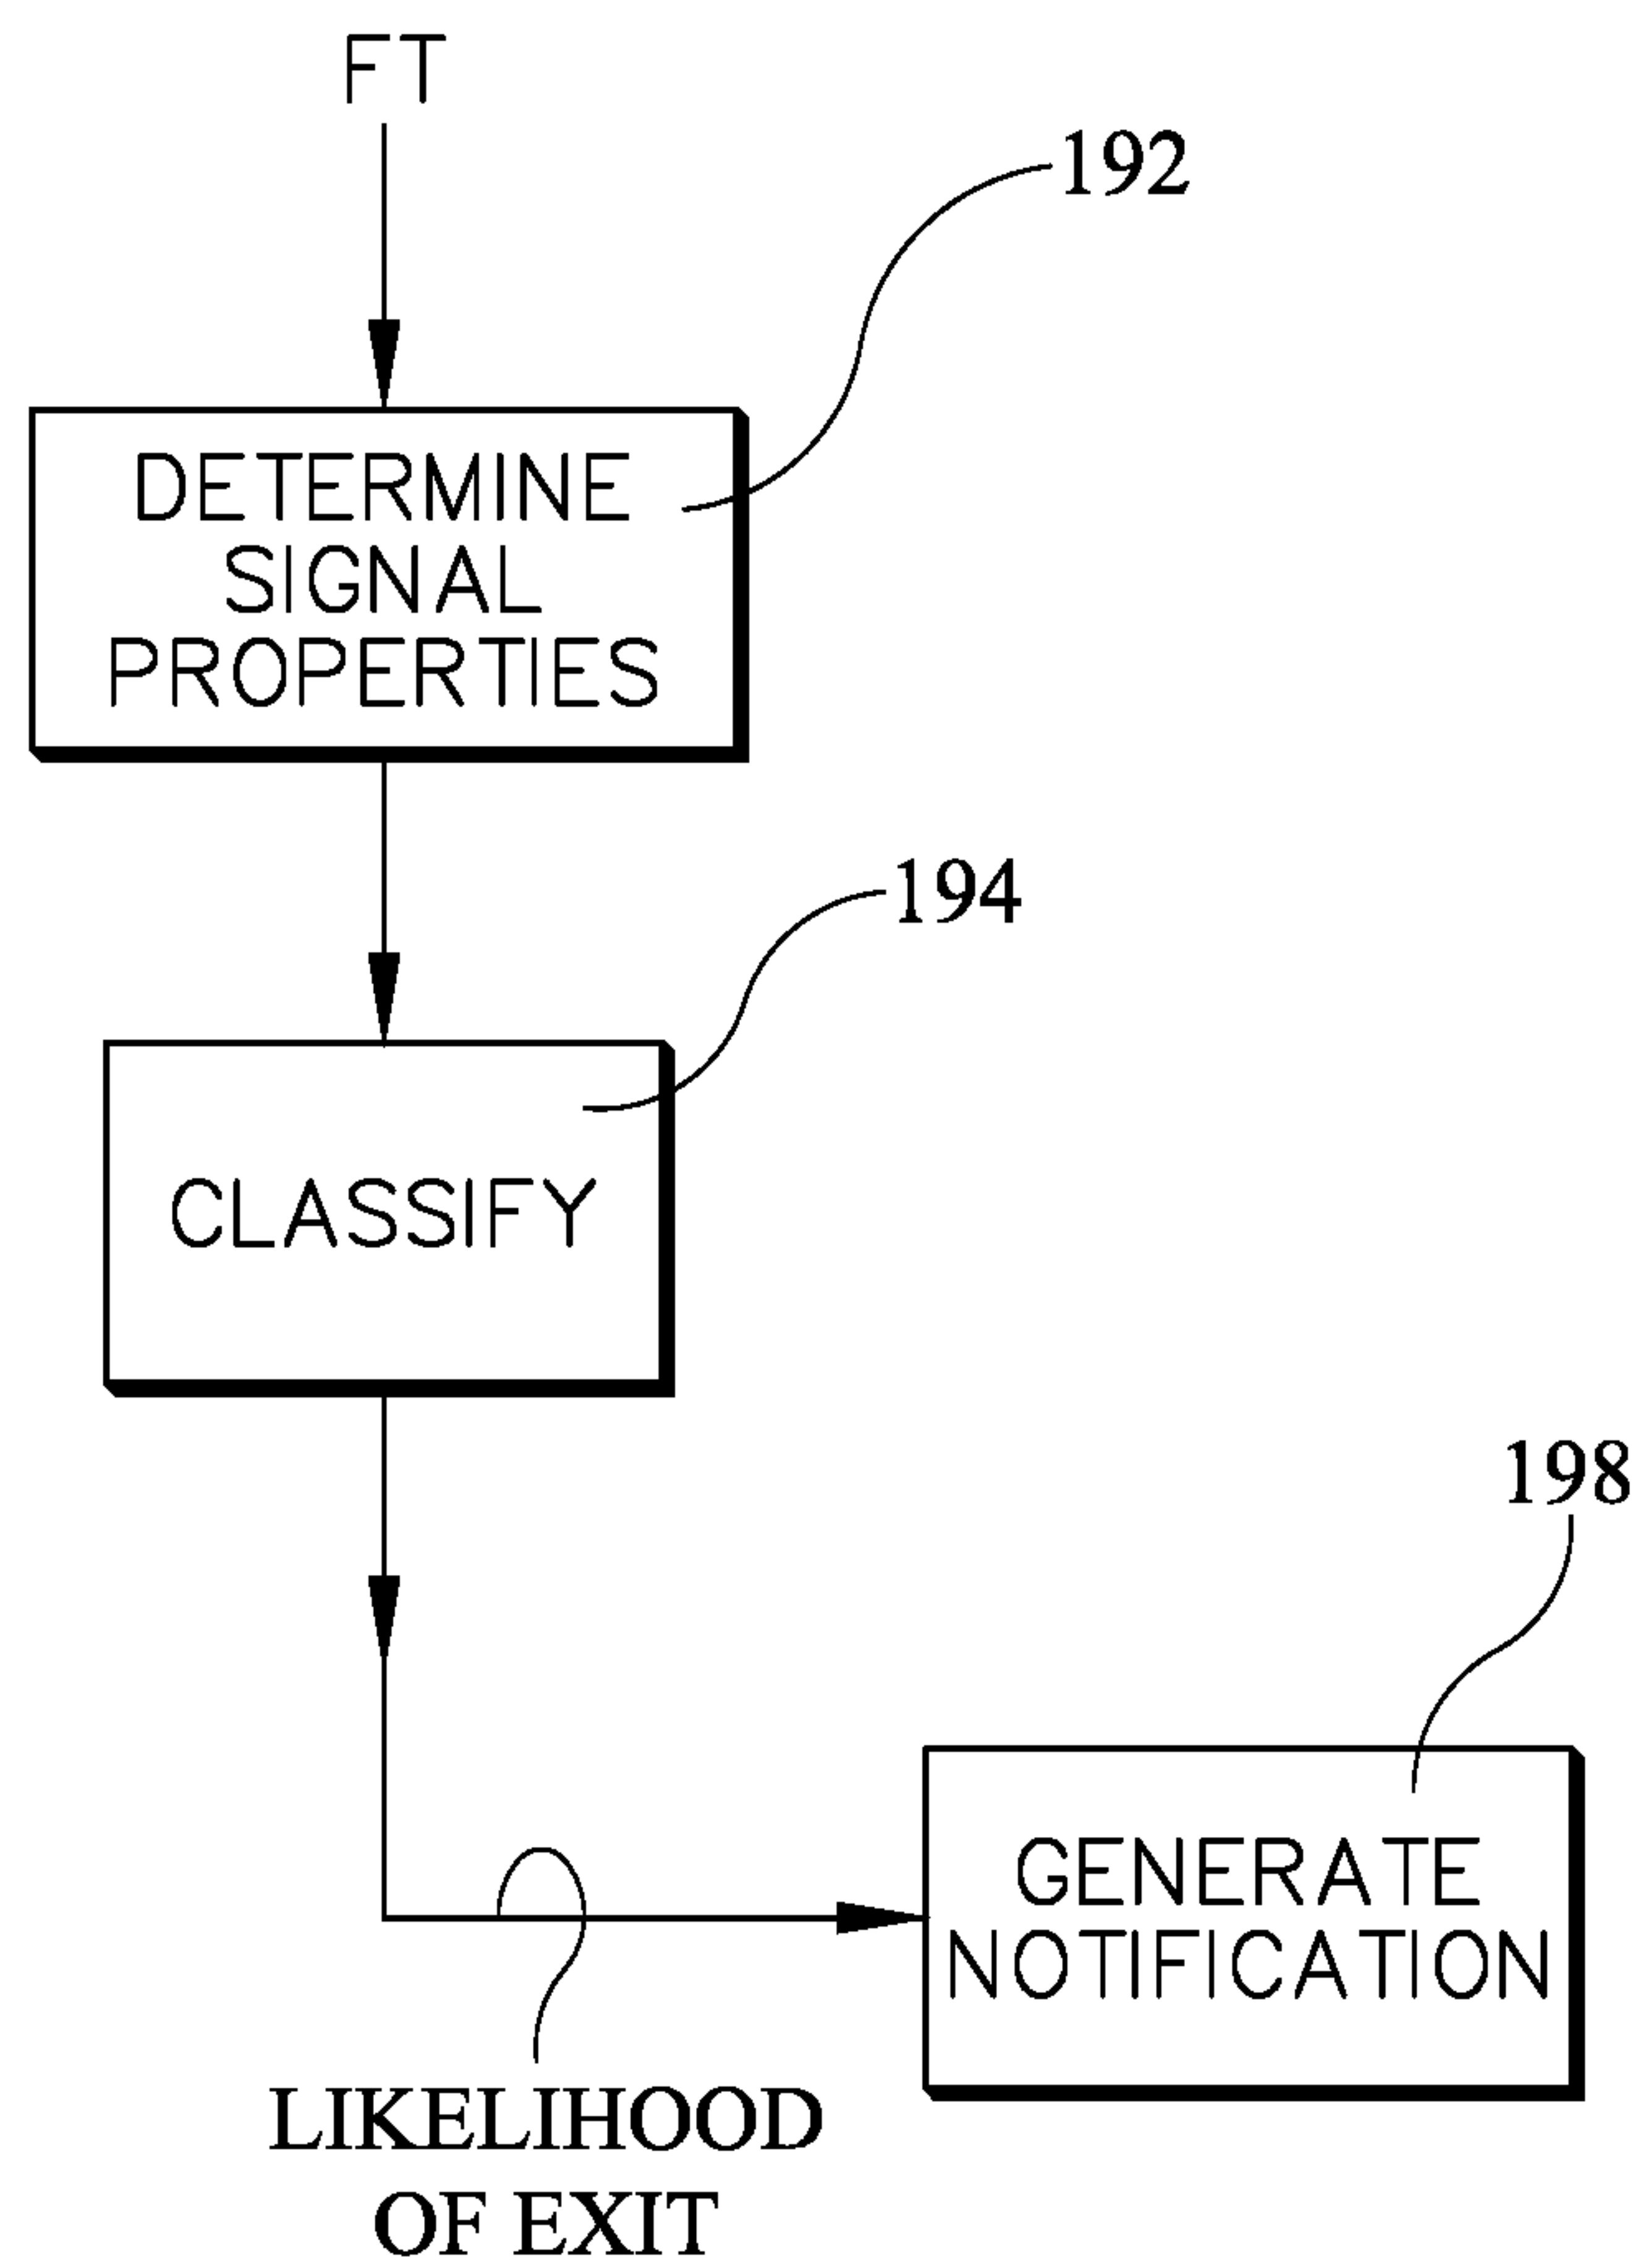 FT
192
DETERMINE
SIGNAL
PROPERTIES
194
CLASSIFY
198
GENERATE
NOTIFICATION
LIKELIHOOD
OF EXIT